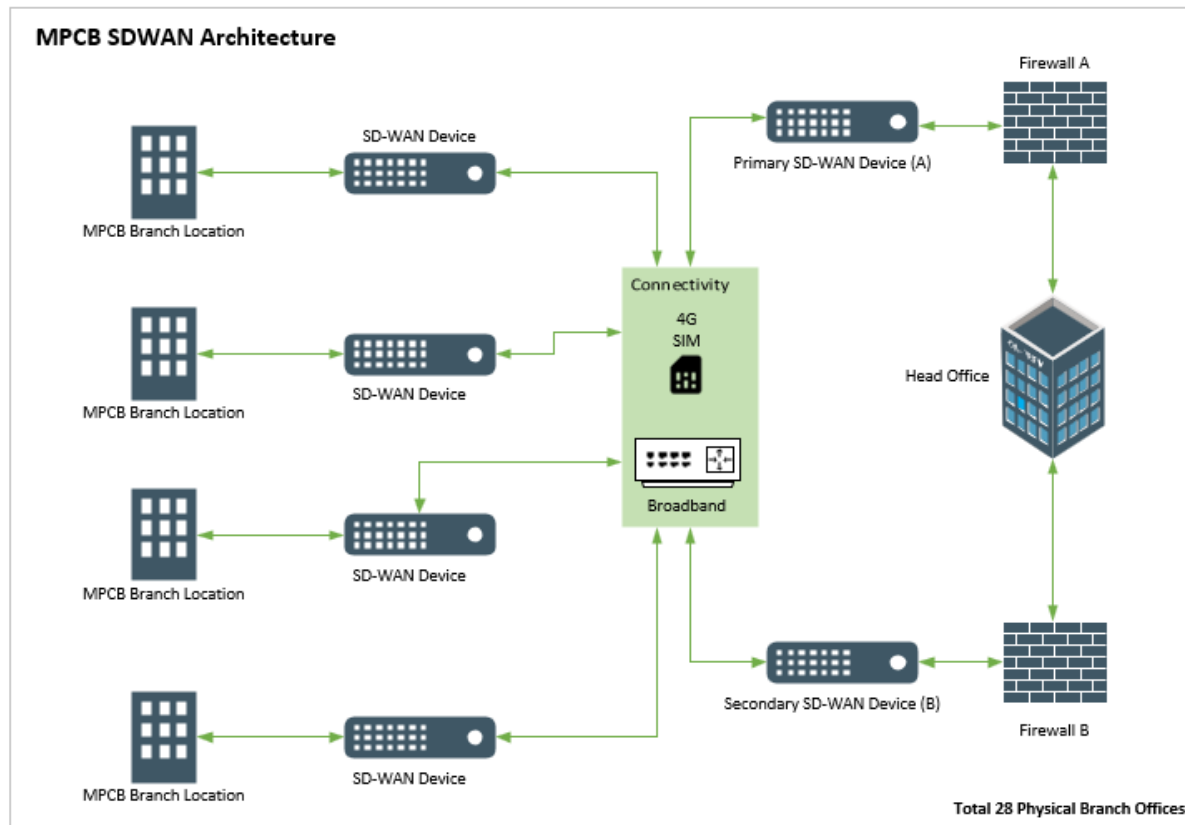 MPCB SDWAN Architecture
Firewall A
SD-WAN Device
Primary SD-WAN Device (A)
MPCB Branch Location
Connectivity
4G
SIM
Head Office
SD-WAN Device
MPCB Branch Location
Broadband
SD-WAN Device
MPCB Branch Location
Secondary SD-WAN Device (B)
Firewall B
SD-WAN Device
MPCB Branch Location
Total 28 Physical Branch Offices